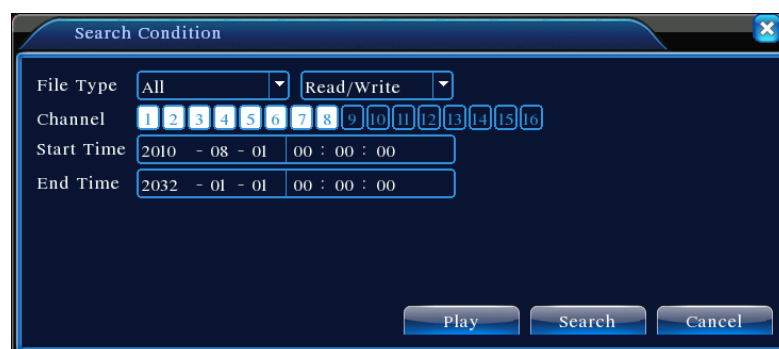 Search Condition
File Type All Read/Write
Channel 1 2 3 4 5 6 7 8 9 10 11 12 13 14 15 16
Start Time 2010 - 08 - 01 00 : 00 : 00
End Time 2032 - 01 - 01 00 : 00 : 00
Play Search Cancel